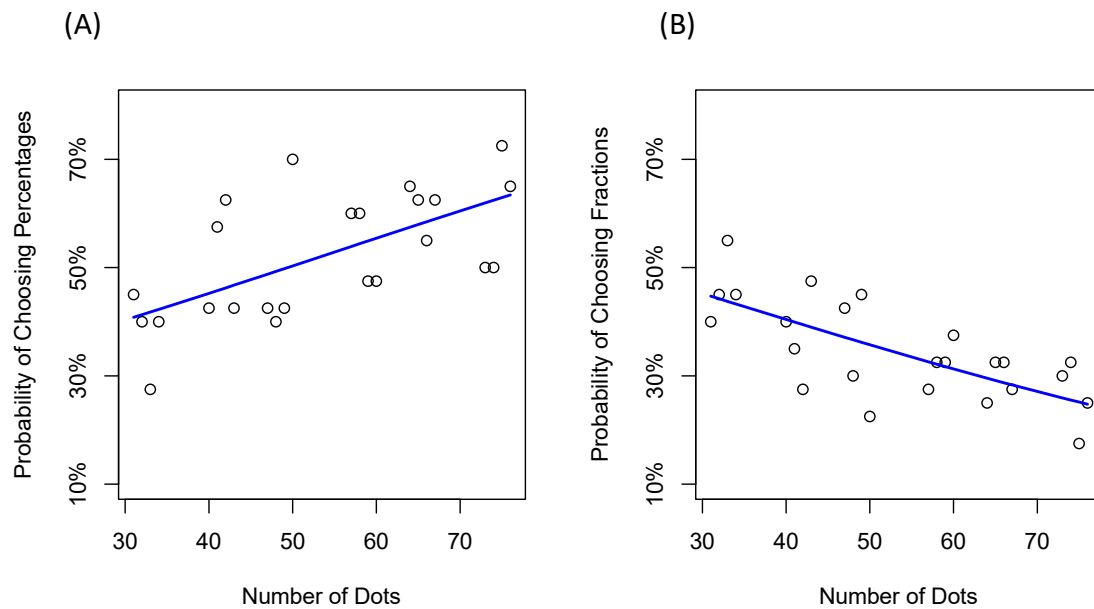 (A)
Probability of Choosing Percentages
70%
50%
30%
10%
30 40 50 60 70
Number of Dots
(B)
Probability of Choosing Fractions
70%
50%
30%
10%
30 40 50 60 70
Number of Dots